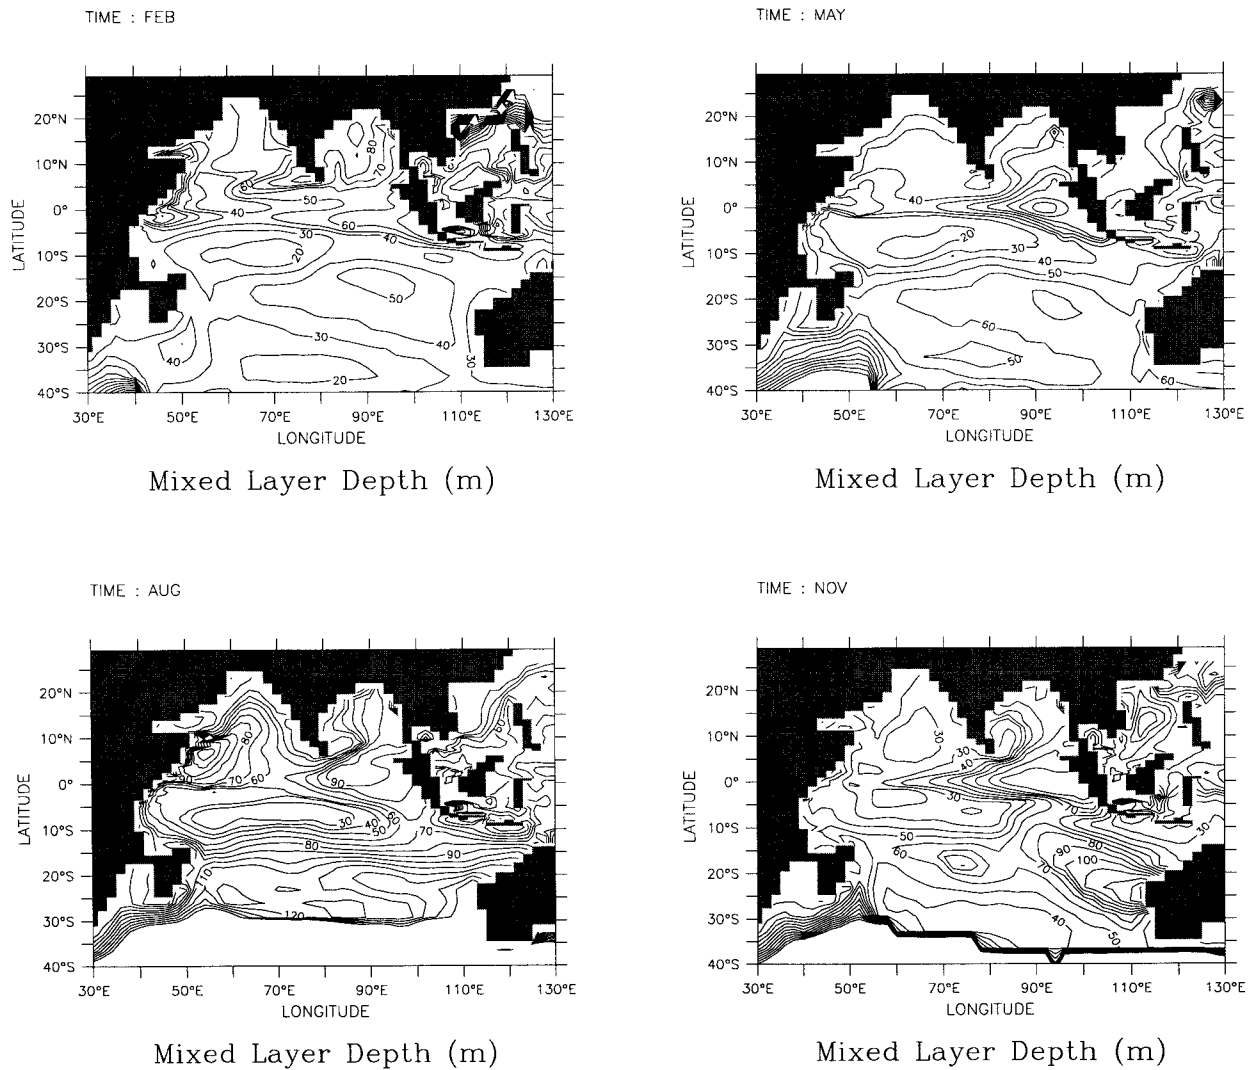 TIME : FEB
20°N
10°N
0°
10°S
20°S
30°S
40°S
LATITUDE
80
70
60
50
40
60
30
40
20
50
30
40
40
30
20
30°E 50°E 70°E 90°E 110°E 130°E
LONGITUDE
Mixed Layer Depth (m)
TIME : MAY
20°N
10°N
0°
10°S
20°S
30°S
40°S
LATITUDE
40
80
20
30
40
50
60
50
60
30°E 50°E 70°E 90°E 110°E 130°E
LONGITUDE
Mixed Layer Depth (m)
TIME : AUG
20°N
10°N
0°
10°S
20°S
30°S
40°S
LATITUDE
60
80
90
70
60
90
30
40
50
70
80
90
110
120
30°E 50°E 70°E 90°E 110°E 130°E
LONGITUDE
Mixed Layer Depth (m)
TIME : NOV
20°N
10°N
0°
10°S
20°S
30°S
40°S
LATITUDE
30
30
40
30
70
50
30
60
80
90
70
100
40
50
30°E 50°E 70°E 90°E 110°E 130°E
LONGITUDE
Mixed Layer Depth (m)